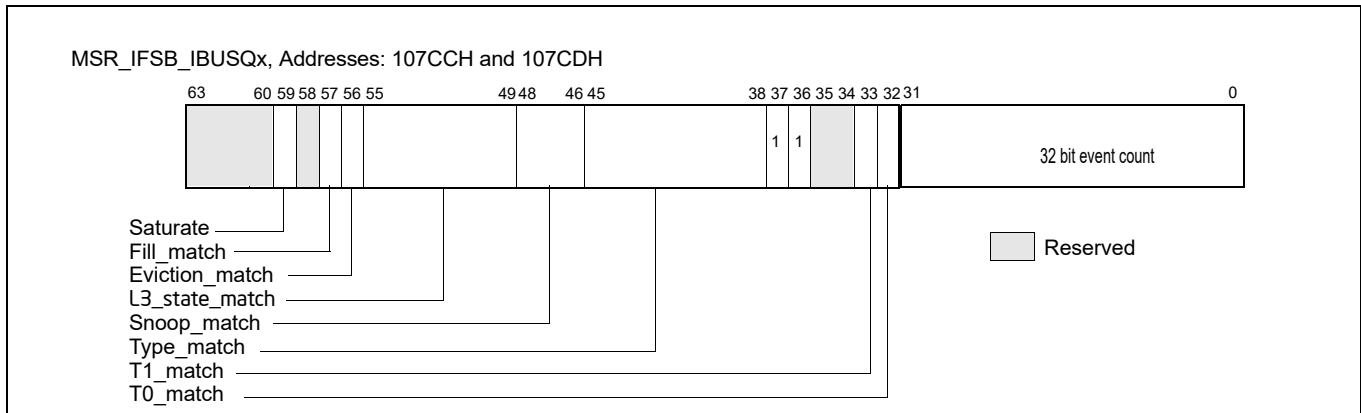 MSR_IFSB_IBUSQx, Addresses: 107CCH and 107CDH
63 60 59 58 57 56 55 49 48 46 45 38 37 36 35 34 33 32 31 0
1 1 32 bit event count
Saturate
Fill_match
Reserved
Eviction_match
L3_state_match
Snoop_match
Type_match
T1_match
T0_match